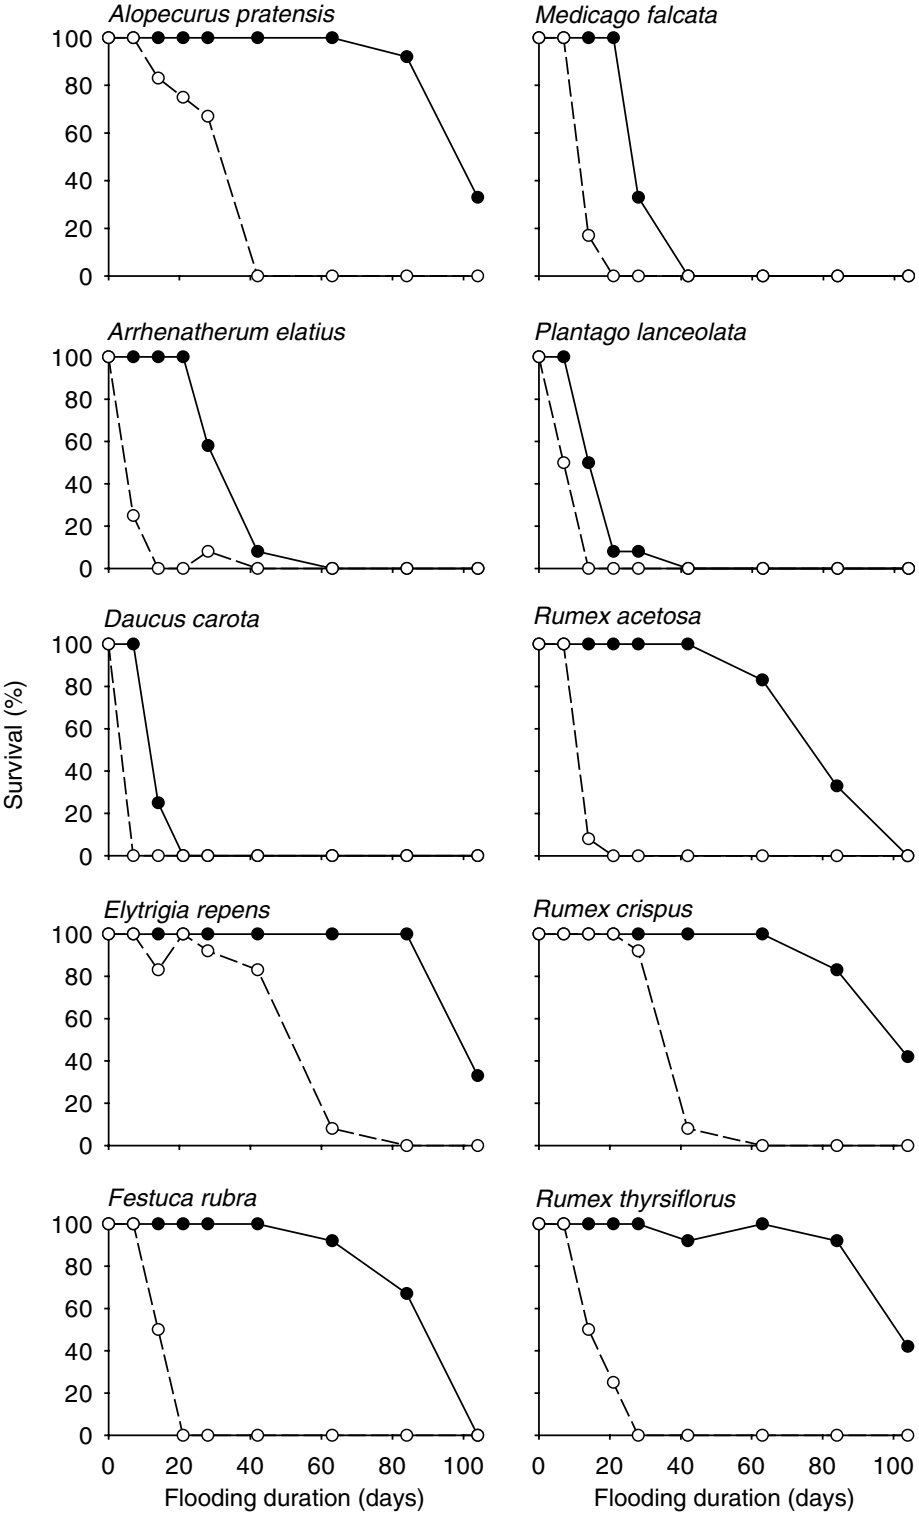 Alopecurus pratensis
100
80
60
40
20
0
Medicago falcata
Arrhenatherum elatius
100
80
60
40
20
0
Plantago lanceolata
Daucus carota
100
80
60
40
20
0
Rumex acetosa
Survival (%)
Elytrigia repens
100
80
60
40
20
0
Rumex crispus
Festuca rubra
100
80
60
40
20
0
0 20 40 60 80 100
Flooding duration (days)
Rumex thyrsiflorus
0 20 40 60 80 100
Flooding duration (days)